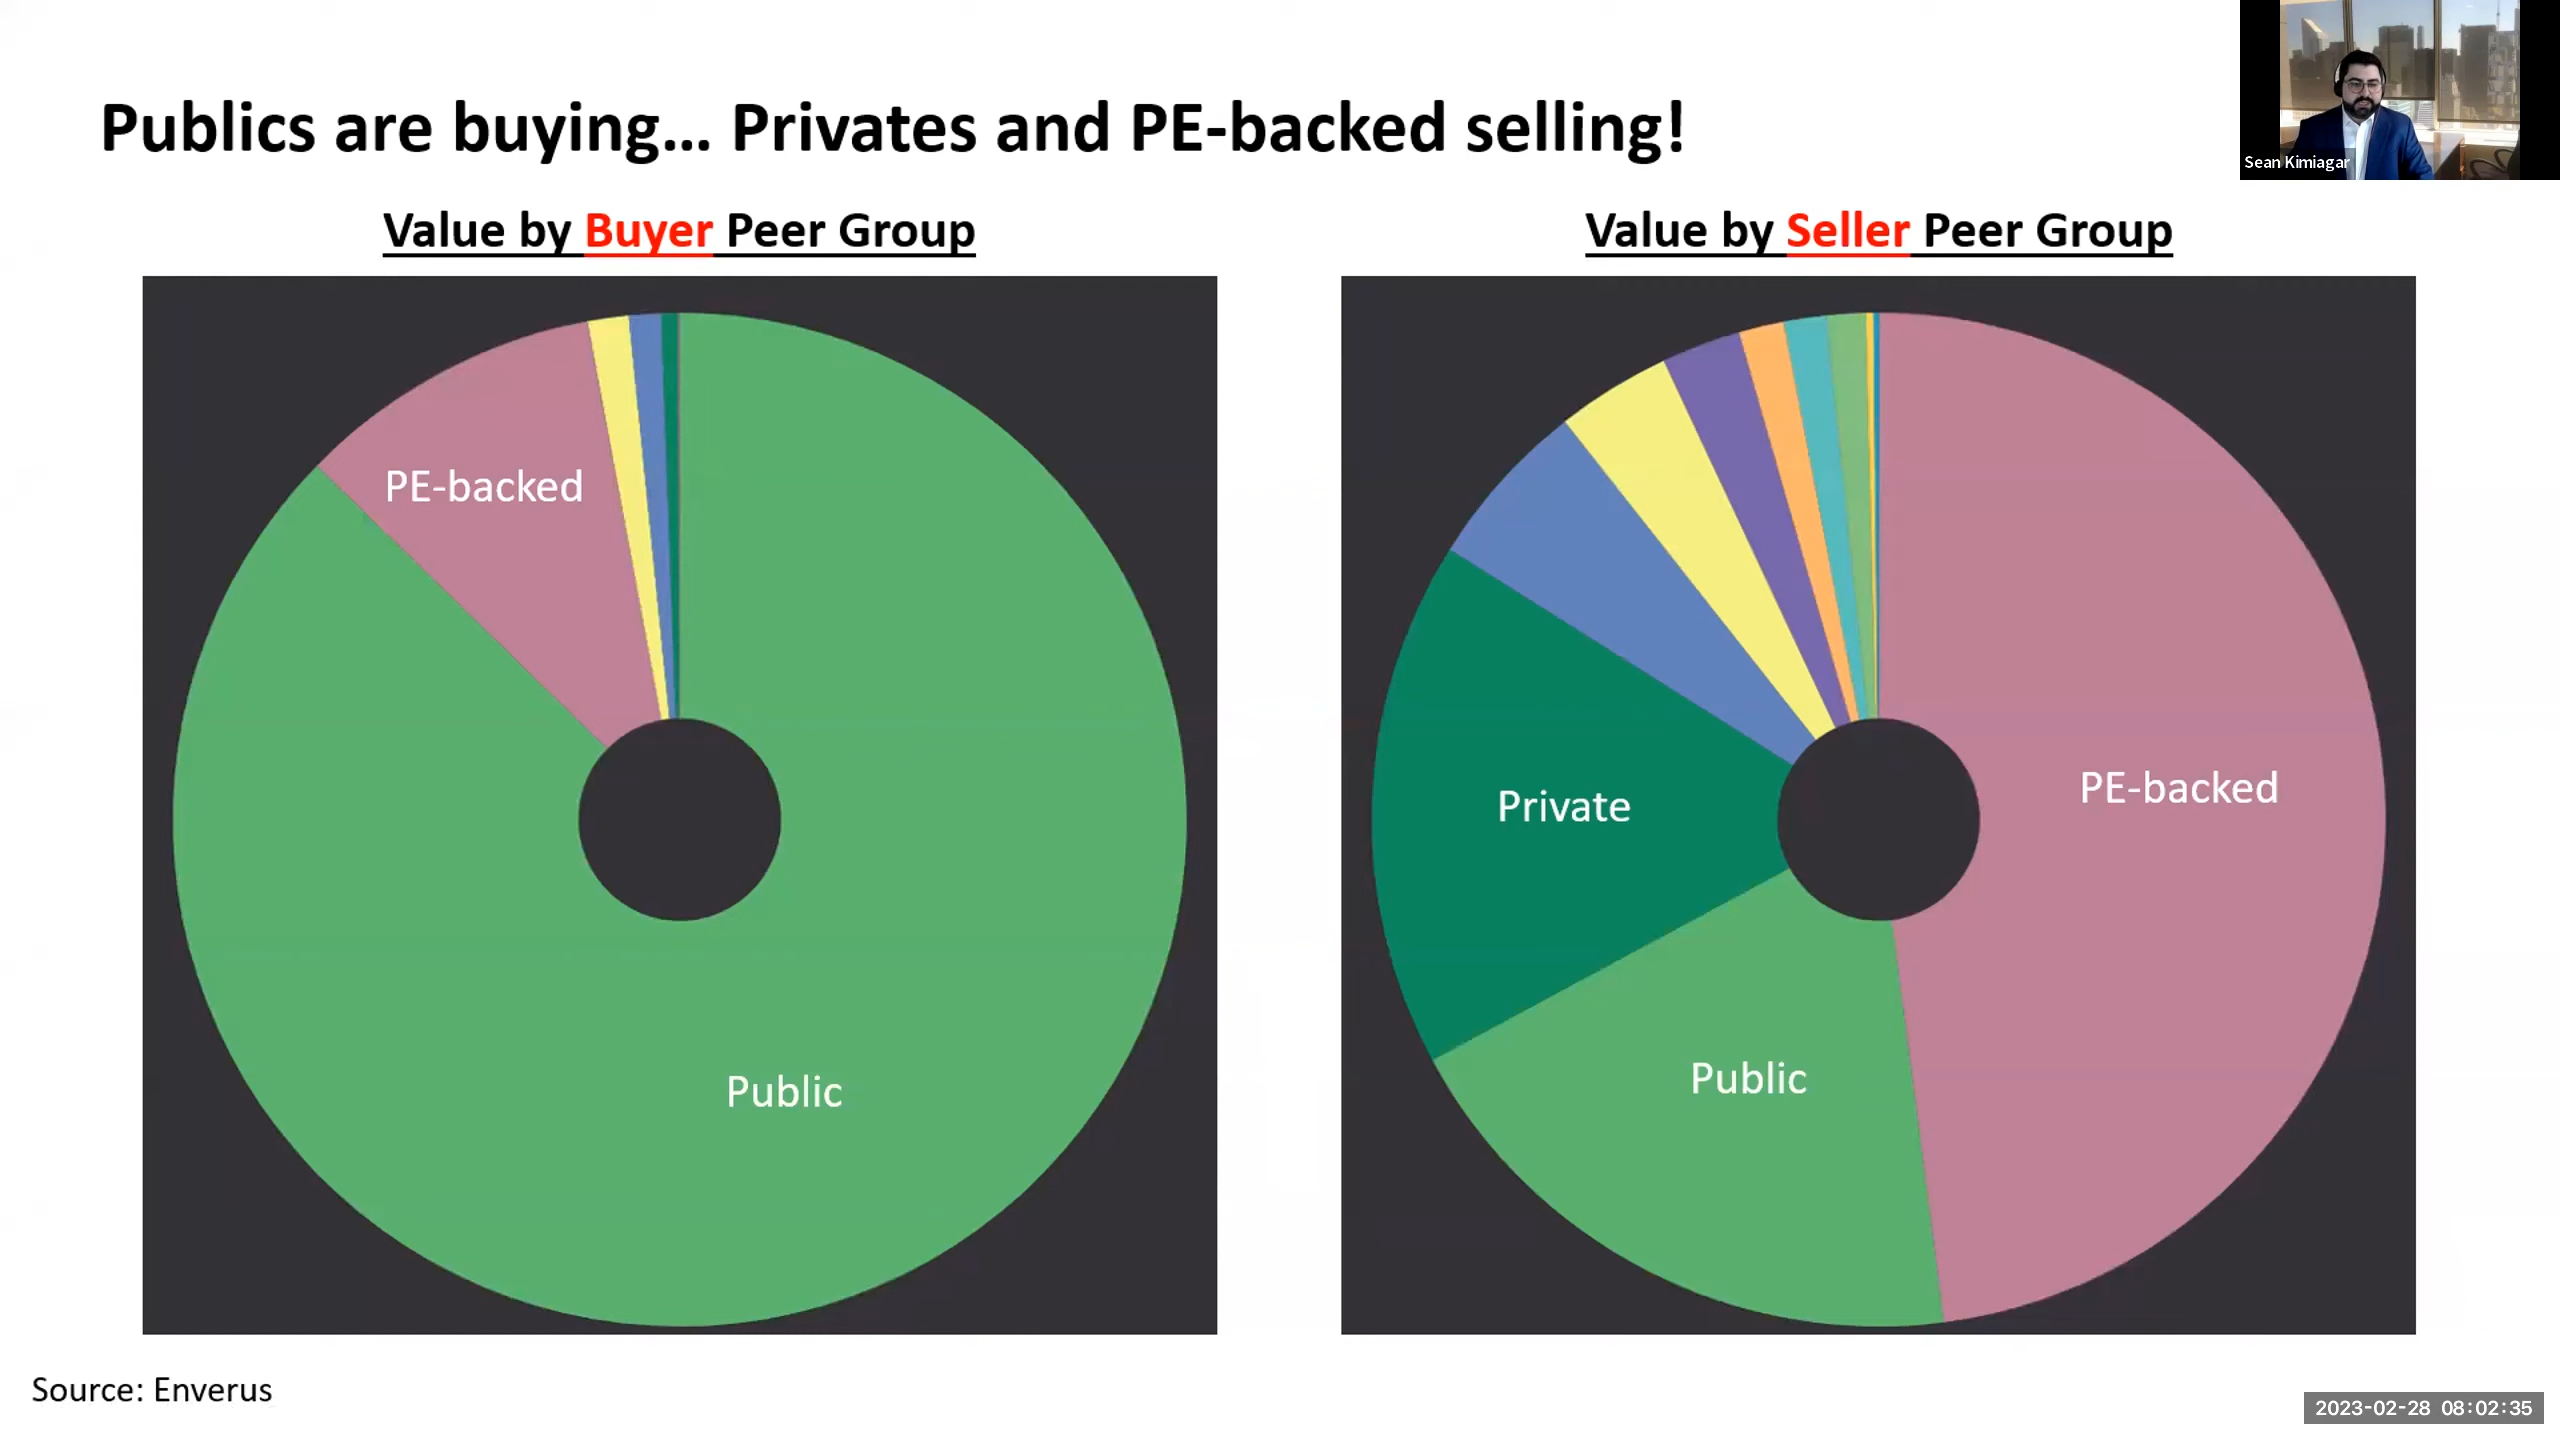 Publics are buying... Privates and PE-backed selling!
Sean Kimiagar
Value by Buyer Peer Group
PE-backed
Public
Value by Seller Peer Group
PE-backed
Private
Public
Source: Enverus
2023-02-28 08:02:35